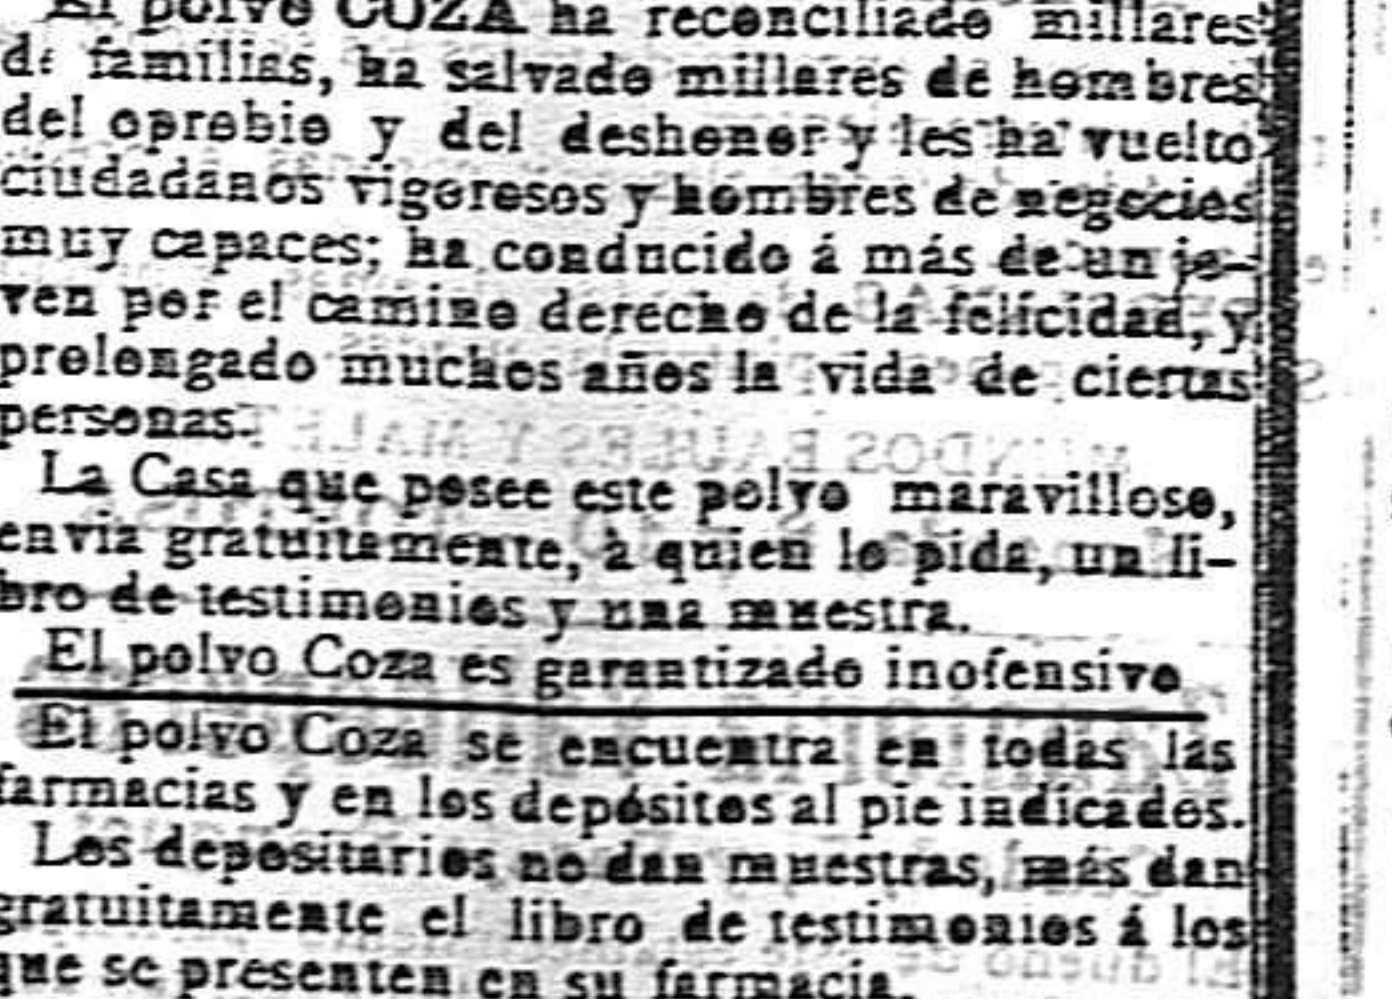 El polvo COZA ha reconciliado millares
de familias, ha salvado millares de hombres
del oprobio y del deshonor y les ha vuelto
ciudadanos vigorosos y hombres de negocios
muy capaces; ha conducido á más de un jo-
ven por el camino derecho de la felicidad, y
prolongado muchos años la vida de ciertas
personas.
La Casa que posee este polvo maravilloso,
envia gratuitamente, à quien lo pida, un li-
bro de testimonios y una muestra.
El polvo Coza es garantizado inofensivo
El polvo Coza se encuentra en todas las
farmacias y en los depósitos al pie indicados.
Los depositarios no dan muestras, más dan
gratuitamente el libro de testimonios á los
que se presenten en su farmacia.